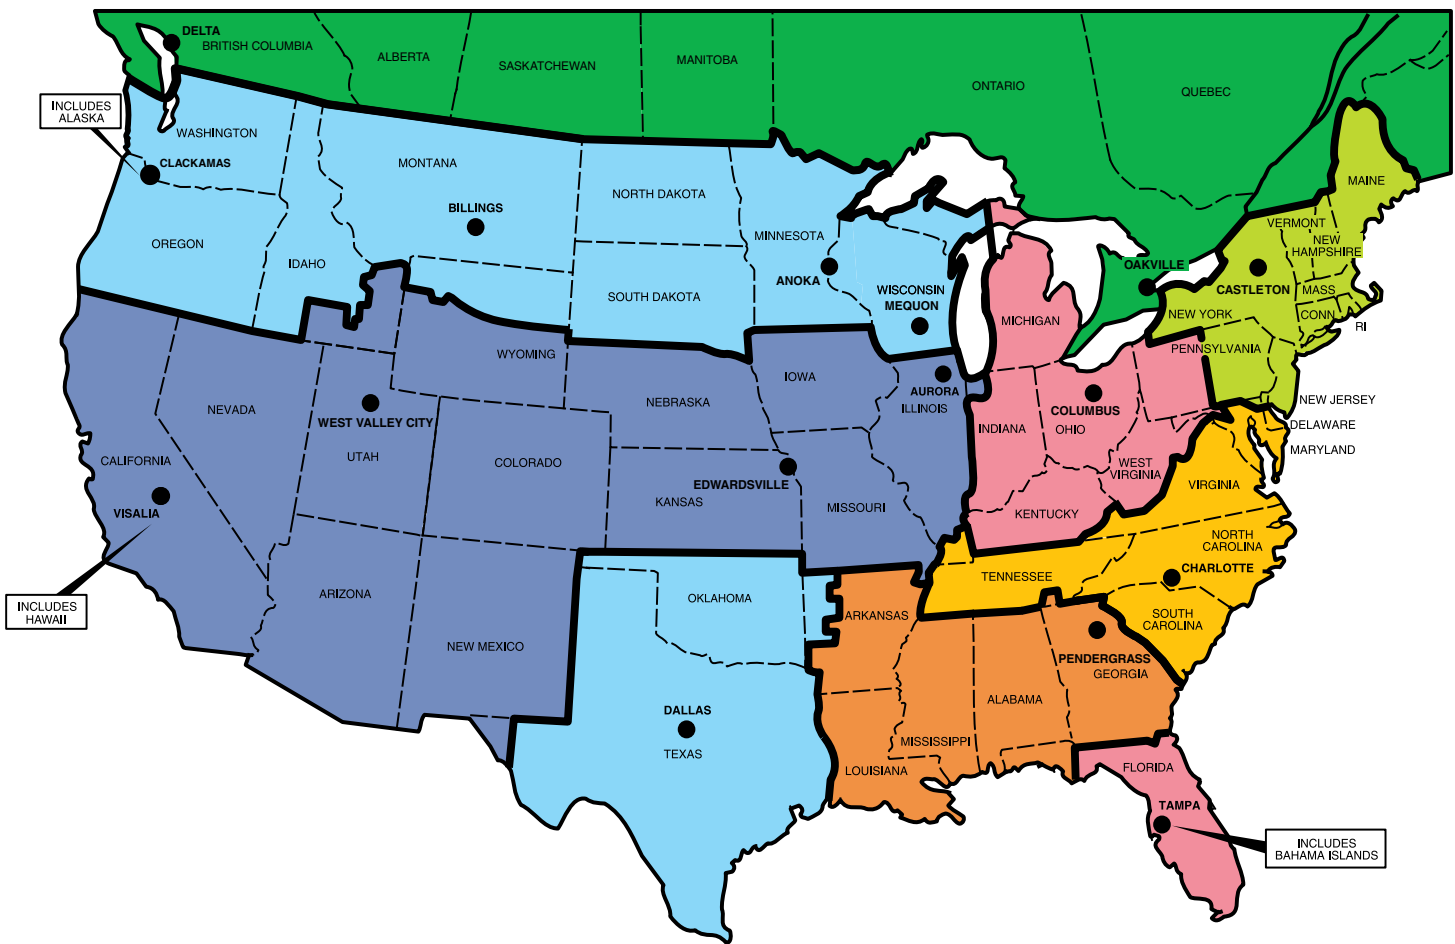 DELTA
BRITISH COLUMBIA
ALBERTA
SASKATCHEWAN
MANITOBA
ONTARIO
QUEBEC
INCLUDES
ALASKA
WASHINGTON
CLACKAMAS
MONTANA
NORTH DAKOTA
MAINE
BILLINGS
OREGON
IDAHO
MINNESOTA
VERMONT
NEW
HAMPSHIRE
OAKVILLE
ANOKA
SOUTH DAKOTA
WISCONSIN
MEQUON
CASTLETON
MASS
MICHIGAN
NEW YORK
CONN
RI
WYOMING
PENNSYLVANIA
IOWA
NEBRASKA
AURORA
ILLINOIS
NEVADA
WEST VALLEY CITY
COLUMBUS
OHIO
INDIANA
NEW JERSEY
DELAWARE
MARYLAND
CALIFORNIA
UTAH
COLORADO
WEST
VIRGINIA
VIRGINIA
EDWARDSVILLE
KANSAS
MISSOURI
VISALIA
KENTUCKY
NORTH
CAROLINA
TENNESSEE
CHARLOTTE
INCLUDES
HAWAII
ARIZONA
OKLAHOMA
ARKANSAS
SOUTH
CAROLINA
NEW MEXICO
PENDERGRASS
GEORGIA
DALLAS
ALABAMA
TEXAS
MISSISSIPPI
LOUISIANA
FLORIDA
TAMPA
INCLUDES
BAHAMA ISLANDS